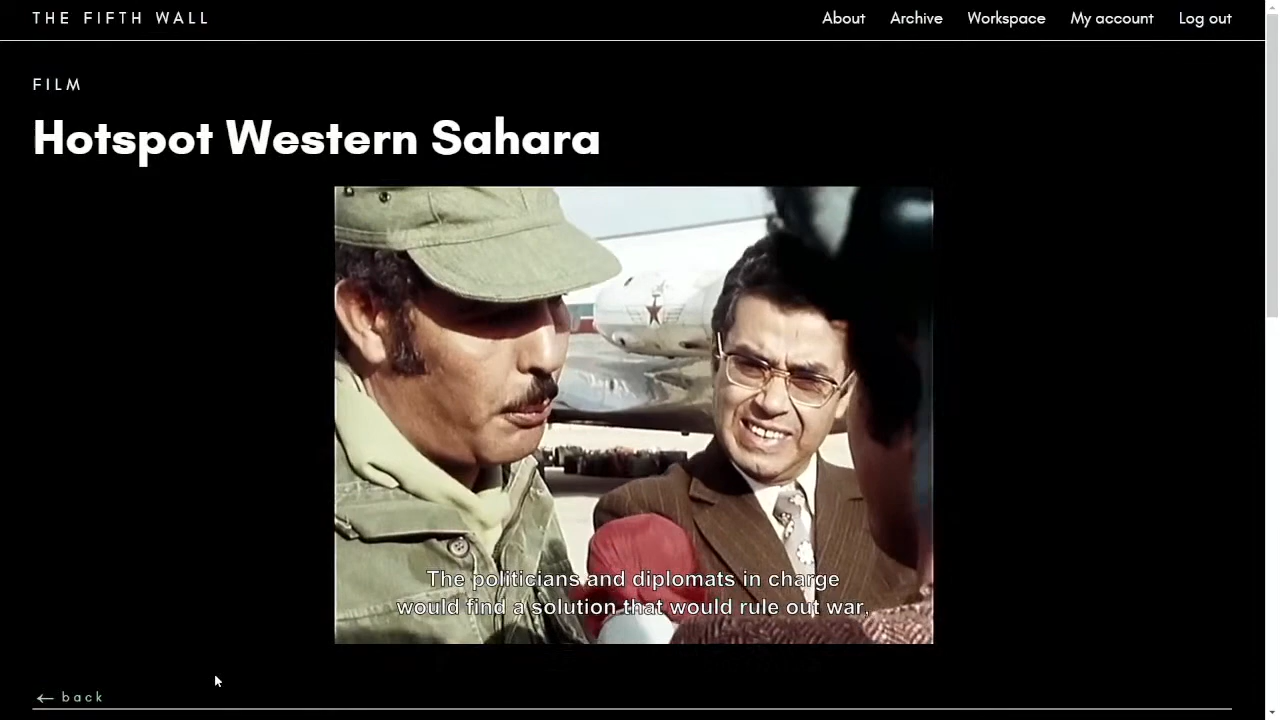 THE FIFTH WALL
About Archive Workspace My account Log out
FILM
Hotspot Western Sahara
The politicians and diplomats in charge
would find a solution that would rule out war,
← back